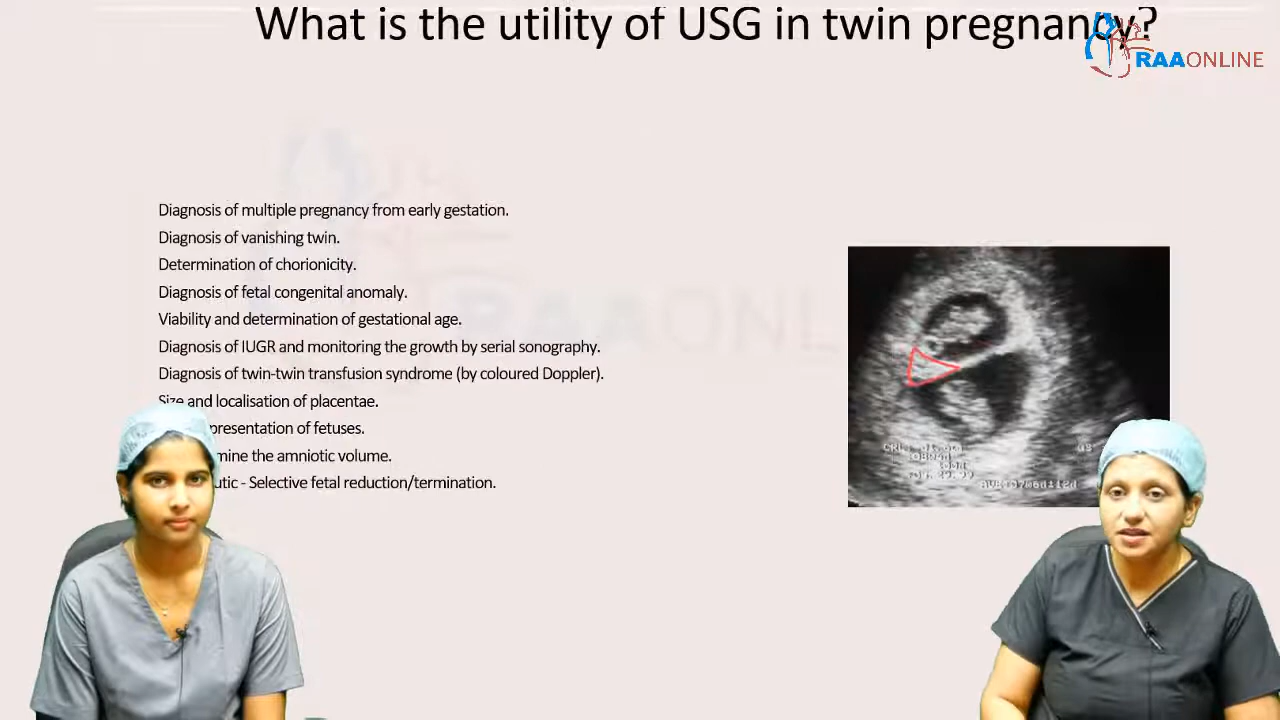 What is the utility of USG in twin pregnancy?
RAAONLINE
Diagnosis of multiple pregnancy from early gestation.
Diagnosis of vanishing twin.
Determination of chorionicity.
Diagnosis of fetal congenital anomaly.
Viability and determination of gestational age.
Diagnosis of IUGR and monitoring the growth by serial sonography.
Diagnosis of twin-twin transfusion syndrome (by coloured Doppler).
Size and localisation of placentae.
presentation of fetuses.
the amniotic volume.
- Selective fetal reduction/termination.